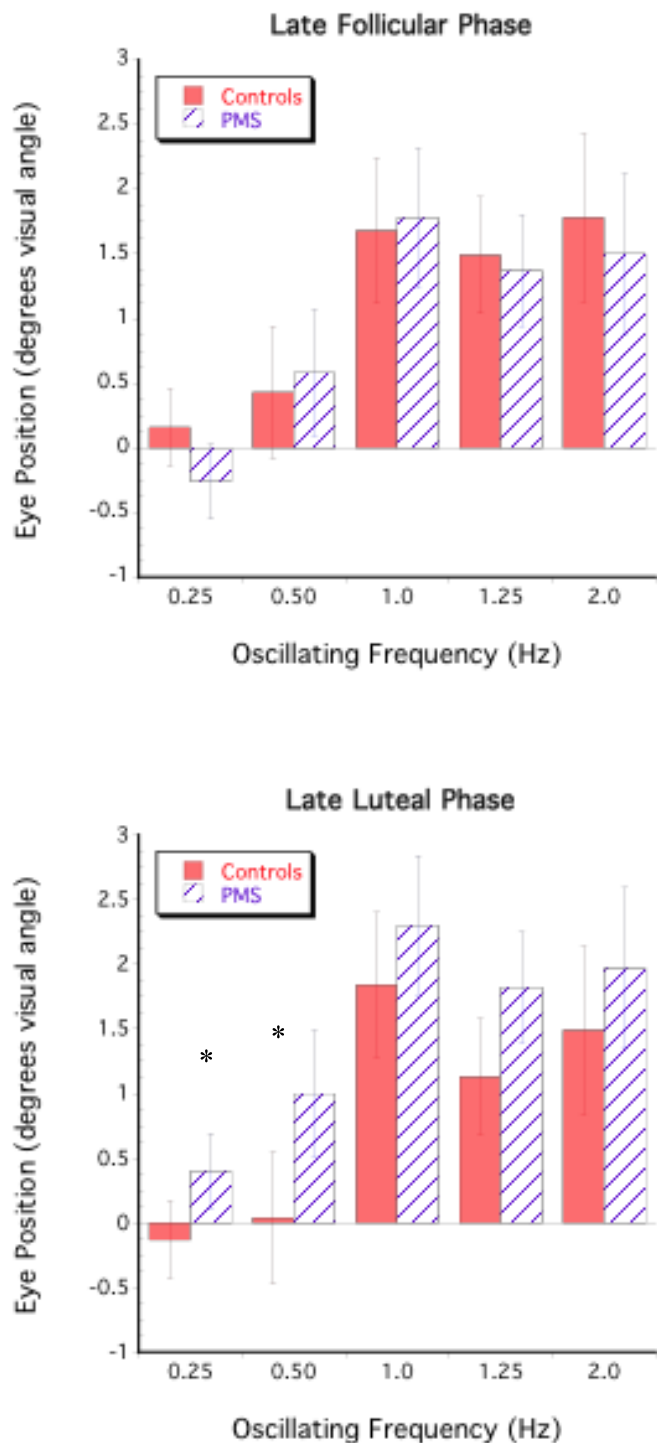 Late Follicular Phase
Eye Position (degrees visual angle)
3
2.5
2
1.5
1
0.5
0
-0.5
-1
Controls
PMS
0.25 0.50 1.0 1.25 2.0
Oscillating Frequency (Hz)
Late Luteal Phase
Eye Position (degrees visual angle)
3
2.5
2
1.5
1
0.5
0
-0.5
-1
Controls
PMS
* *
0.25 0.50 1.0 1.25 2.0
Oscillating Frequency (Hz)